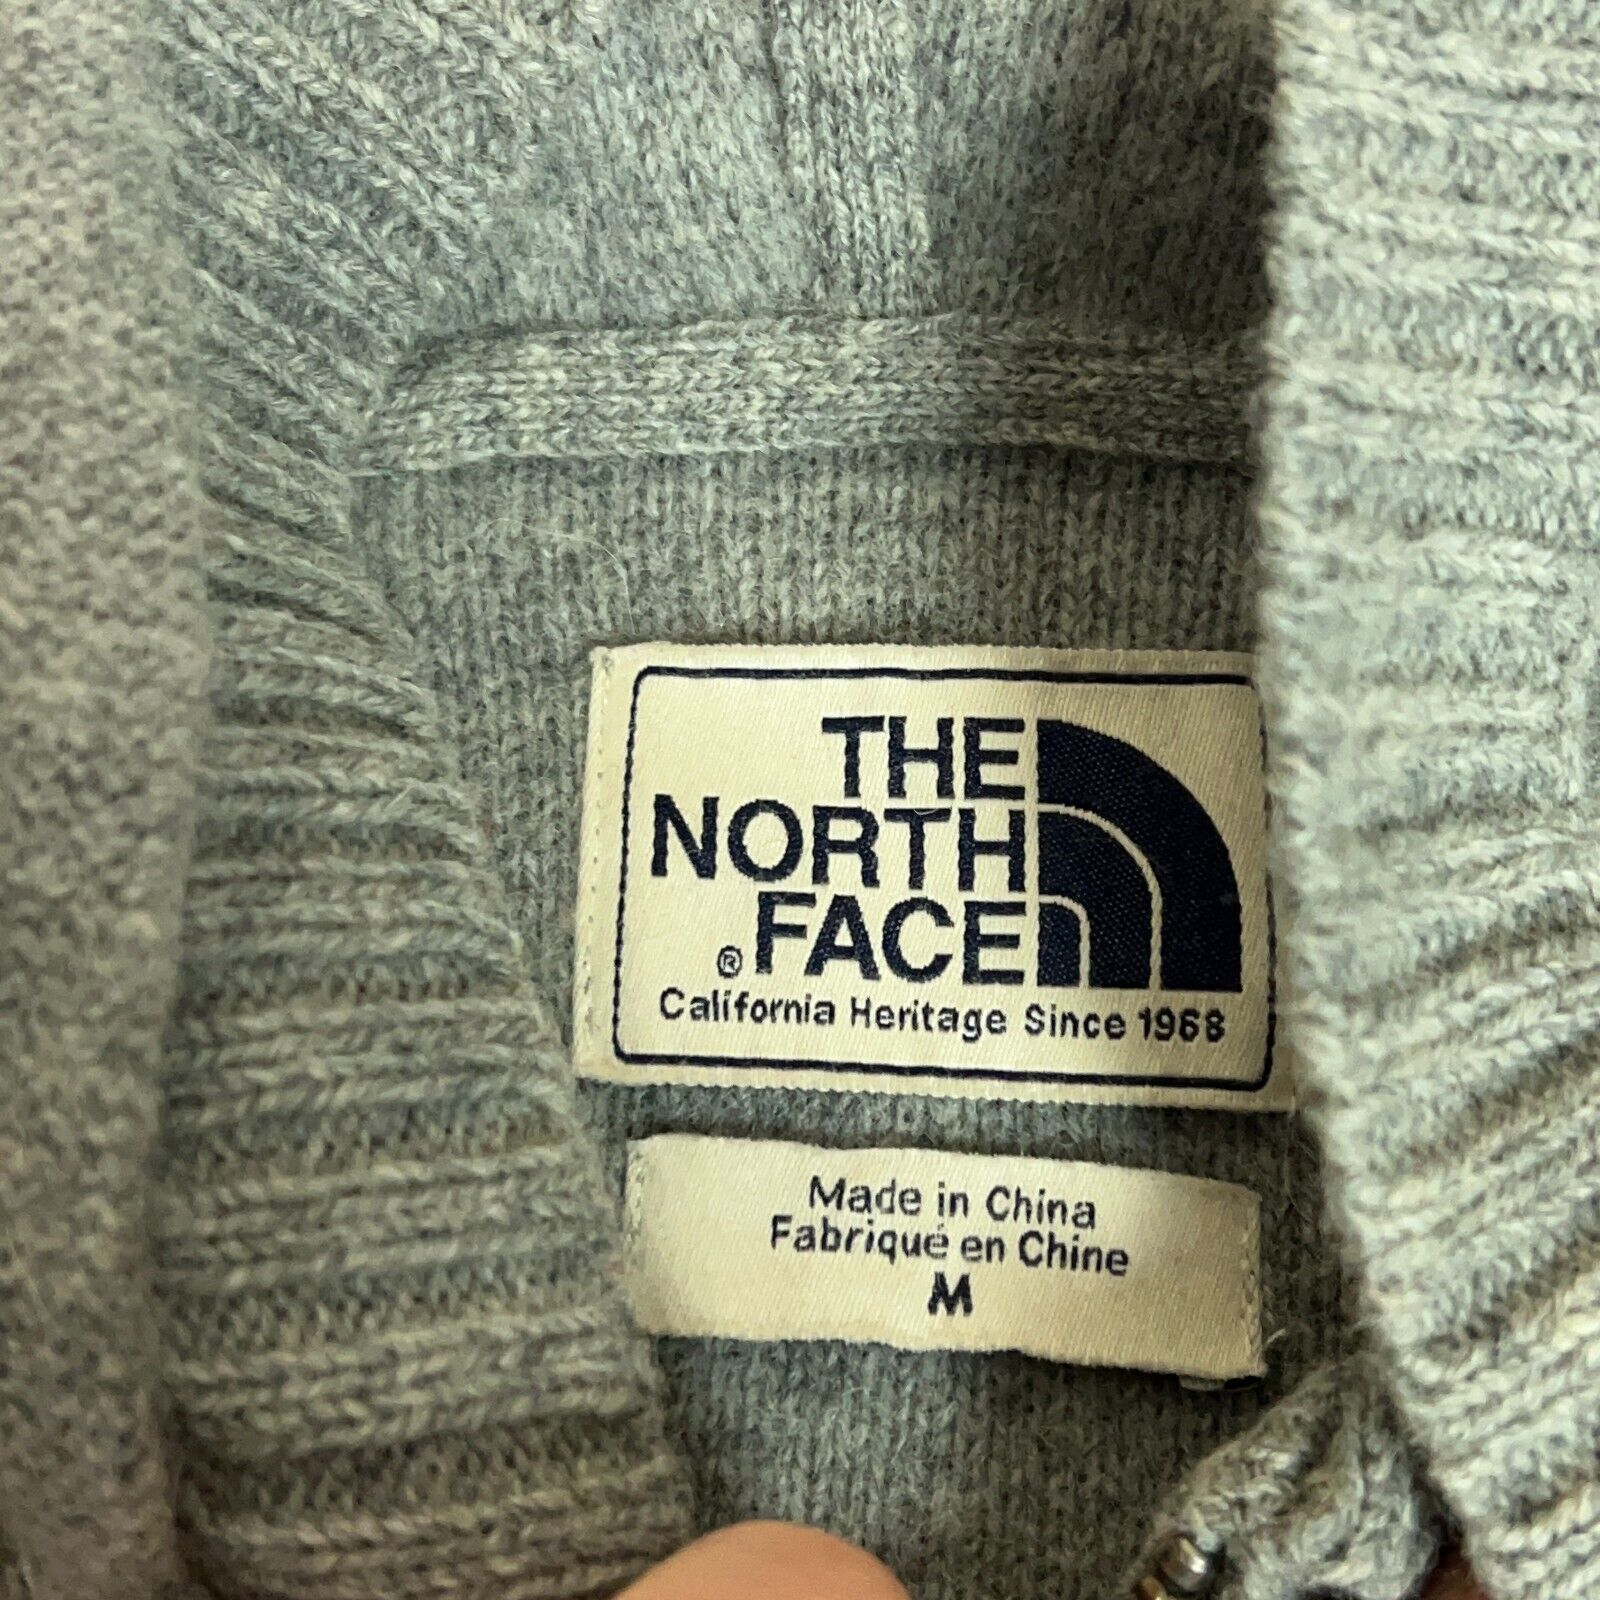 THE
NORTH
® FACE
California Heritage Since 1968
Made in China
Fabriqué en Chine
M